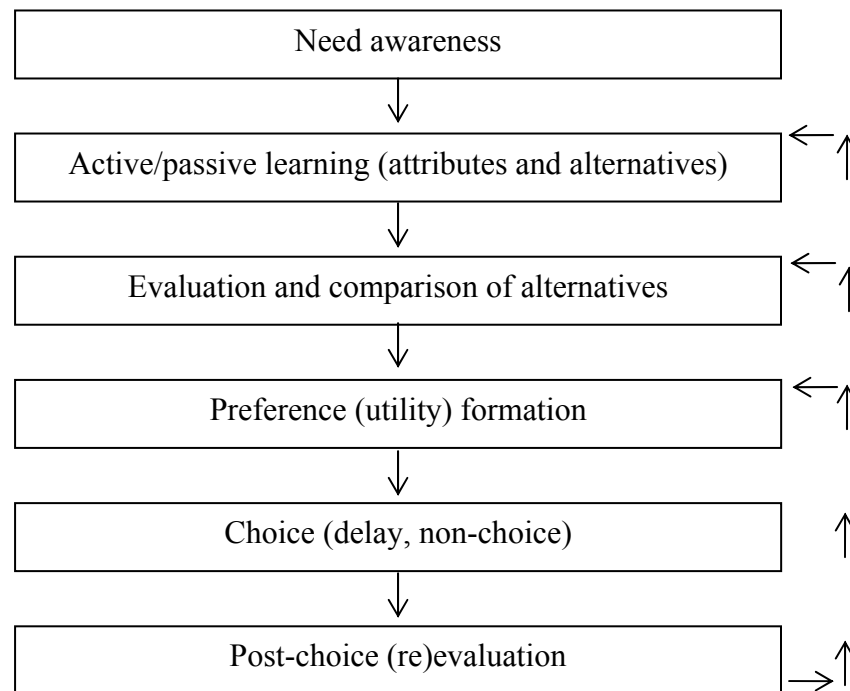 Need awareness
Active/passive learning (attributes and alternatives)
Evaluation and comparison of alternatives
Preference (utility) formation
Choice (delay, non-choice)
Post-choice (re)evaluation